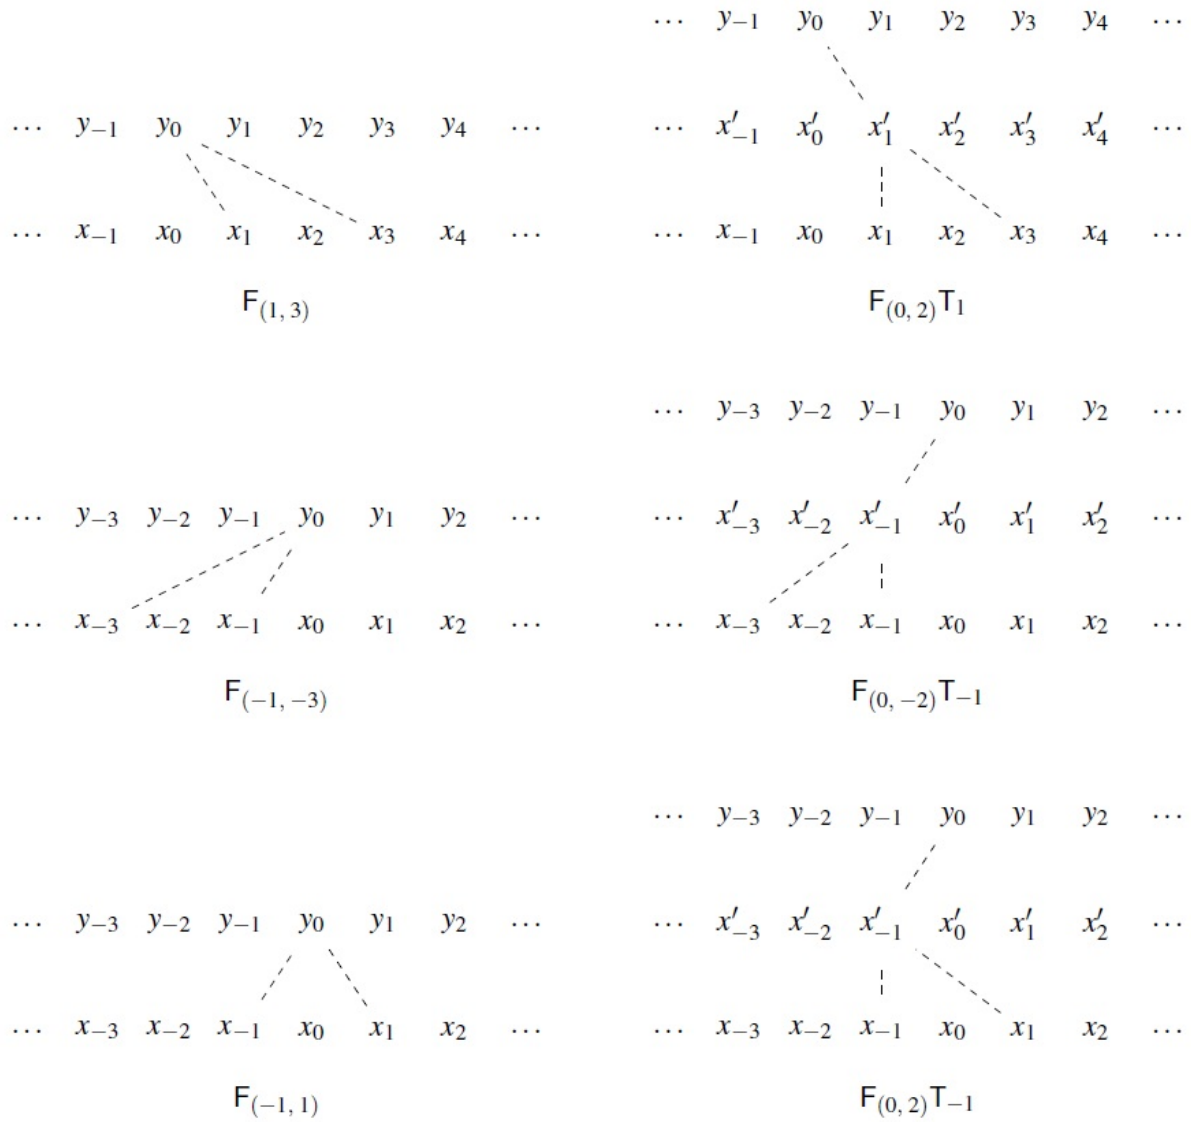 ⋯ y₋₁ y₀ y₁ y₂ y₃ y₄ ⋯
⋯ x₋₁ x₀ x₁ x₂ x₃ x₄ ⋯
F₍₁, ₃₎
⋯ y₋₁ y₀ y₁ y₂ y₃ y₄ ⋯
⋯ x′₋₁ x′₀ x′₁ x′₂ x′₃ x′₄ ⋯
⋯ x₋₁ x₀ x₁ x₂ x₃ x₄ ⋯
F₍₀, ₂₎T₁
⋯ y₋₃ y₋₂ y₋₁ y₀ y₁ y₂ ⋯
⋯ x₋₃ x₋₂ x₋₁ x₀ x₁ x₂ ⋯
F₍₋₁, ₋₃₎
⋯ y₋₃ y₋₂ y₋₁ y₀ y₁ y₂ ⋯
⋯ x′₋₃ x′₋₂ x′₋₁ x′₀ x′₁ x′₂ ⋯
⋯ x₋₃ x₋₂ x₋₁ x₀ x₁ x₂ ⋯
F₍₀, ₋₂₎T₋₁
⋯ y₋₃ y₋₂ y₋₁ y₀ y₁ y₂ ⋯
⋯ x₋₃ x₋₂ x₋₁ x₀ x₁ x₂ ⋯
F₍₋₁, ₁₎
⋯ y₋₃ y₋₂ y₋₁ y₀ y₁ y₂ ⋯
⋯ x′₋₃ x′₋₂ x′₋₁ x′₀ x′₁ x′₂ ⋯
⋯ x₋₃ x₋₂ x₋₁ x₀ x₁ x₂ ⋯
F₍₀, ₂₎T₋₁